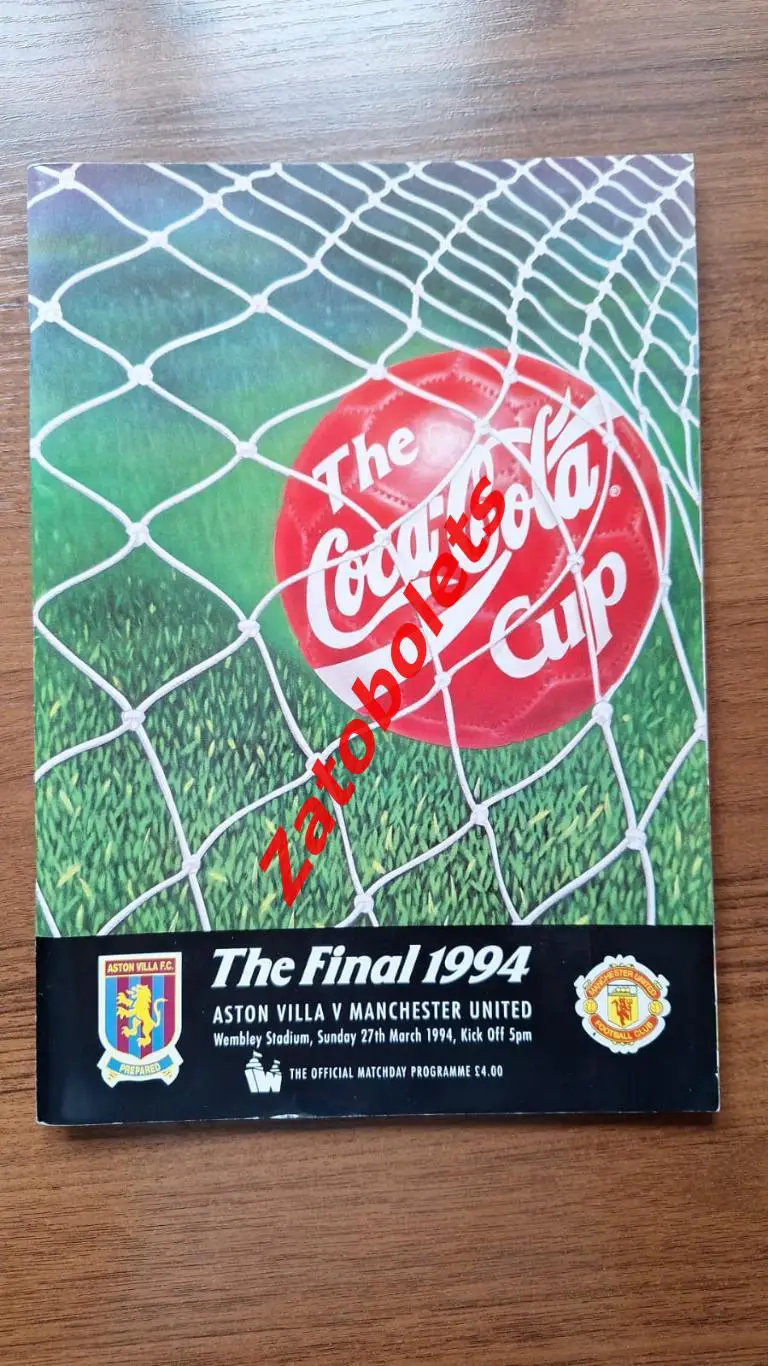 The
Coca-Cola®
Cup
Zatobolets
The Final 1994
ASTON VILLA F.C.
PREPARED
ASTON VILLA V MANCHESTER UNITED
Wembley Stadium, Sunday 27th March 1994, Kick Off 5pm
THE OFFICIAL MATCHDAY PROGRAMME £4.00
MANCHESTER UNITED
FOOTBALL CLUB